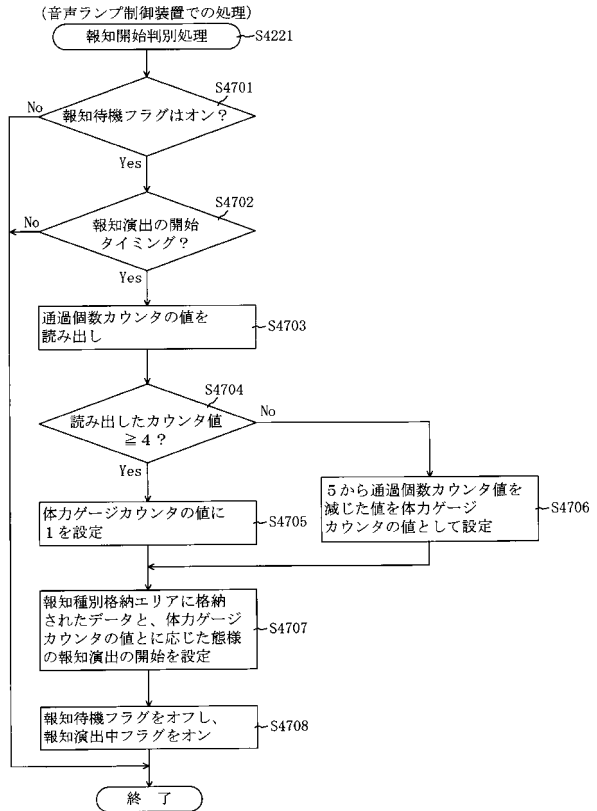 (音声ランプ制御装置での処理)
報知開始判別処理
S4221
S4701
報知待機フラグはオン?
No
Yes
S4702
報知演出の開始
タイミング?
No
Yes
通過個数カウンタの値を
読み出し
S4703
S4704
読み出したカウンタ値
≧4?
No
Yes
体力ゲージカウンタの値に
1を設定
S4705
5から通過個数カウンタ値を
減じた値を体力ゲージ
カウンタの値として設定
S4706
報知種別格納エリアに格納
されたデータと、体力ゲージ
カウンタの値とに応じた態様
の報知演出の開始を設定
S4707
報知待機フラグをオフし、
報知演出中フラグをオン
S4708
終 了